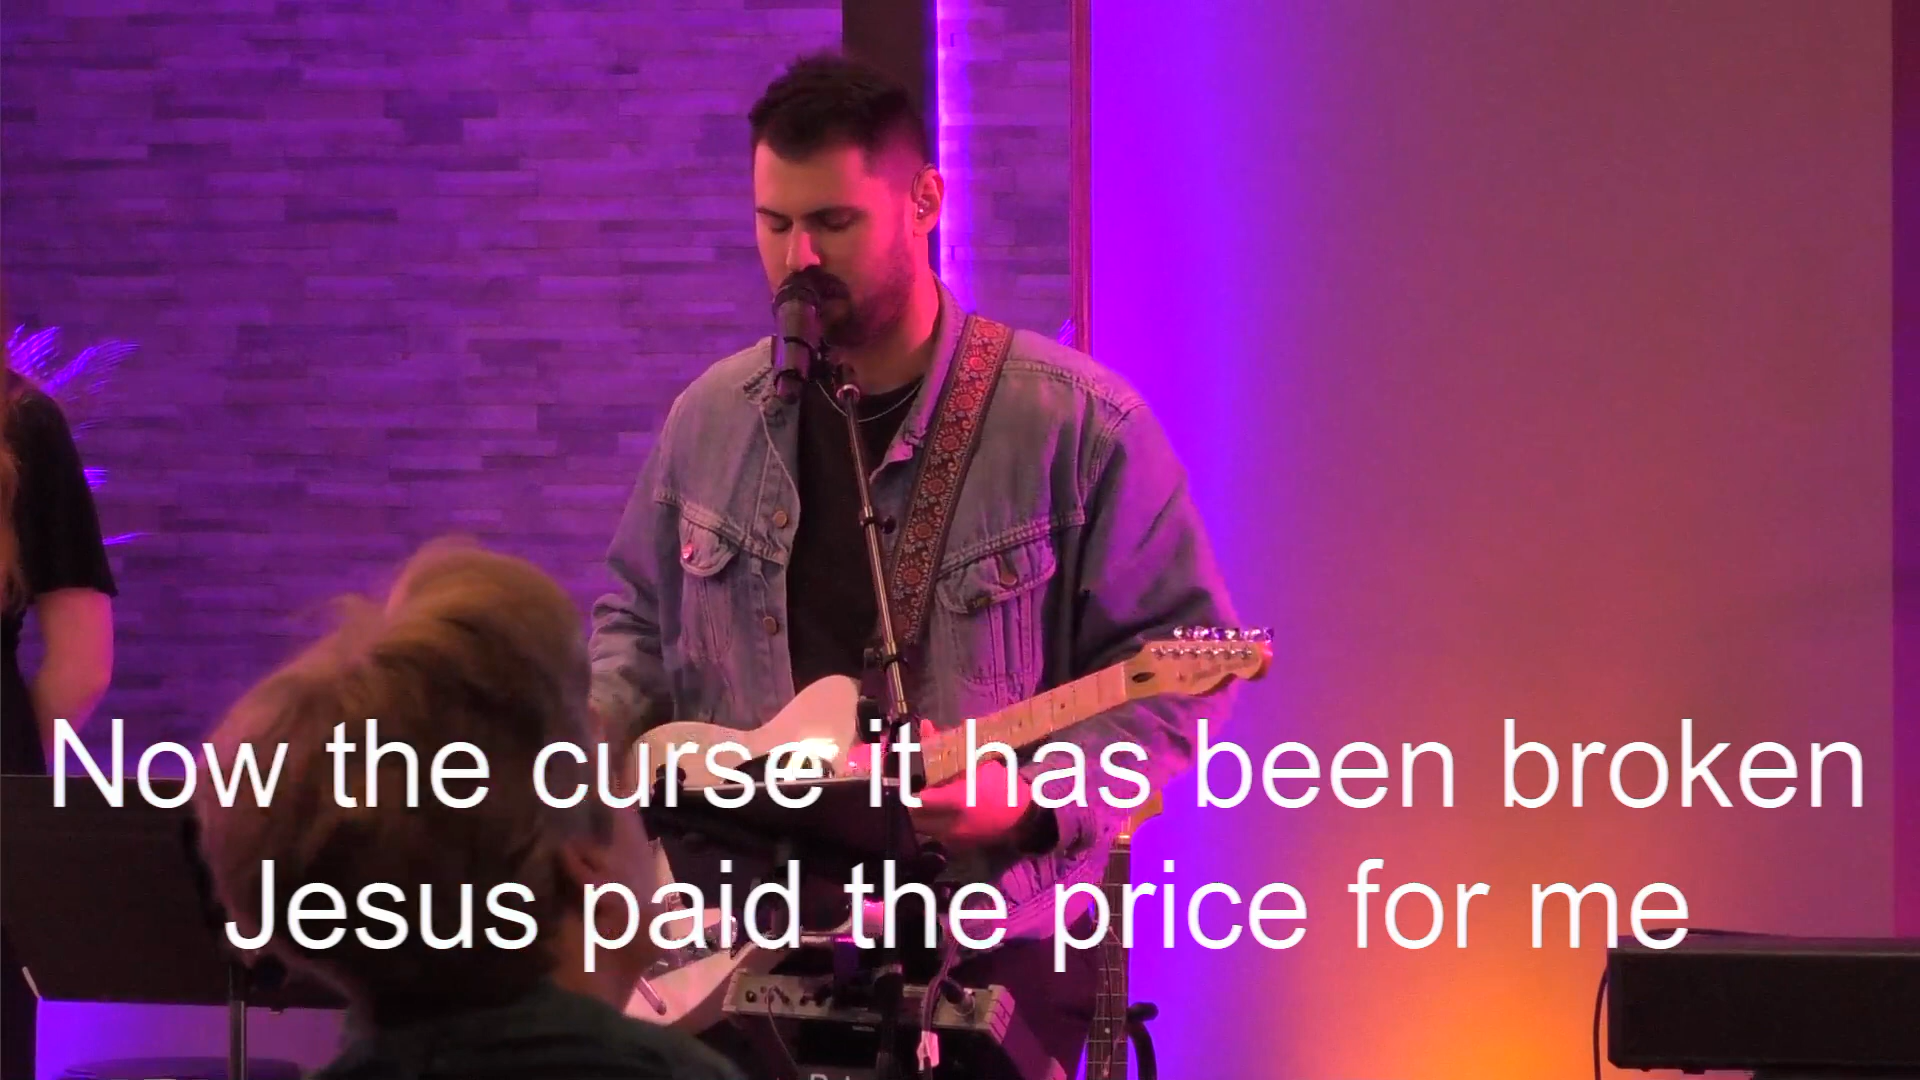 Now the curse it has been broken
Jesus paid the price for me